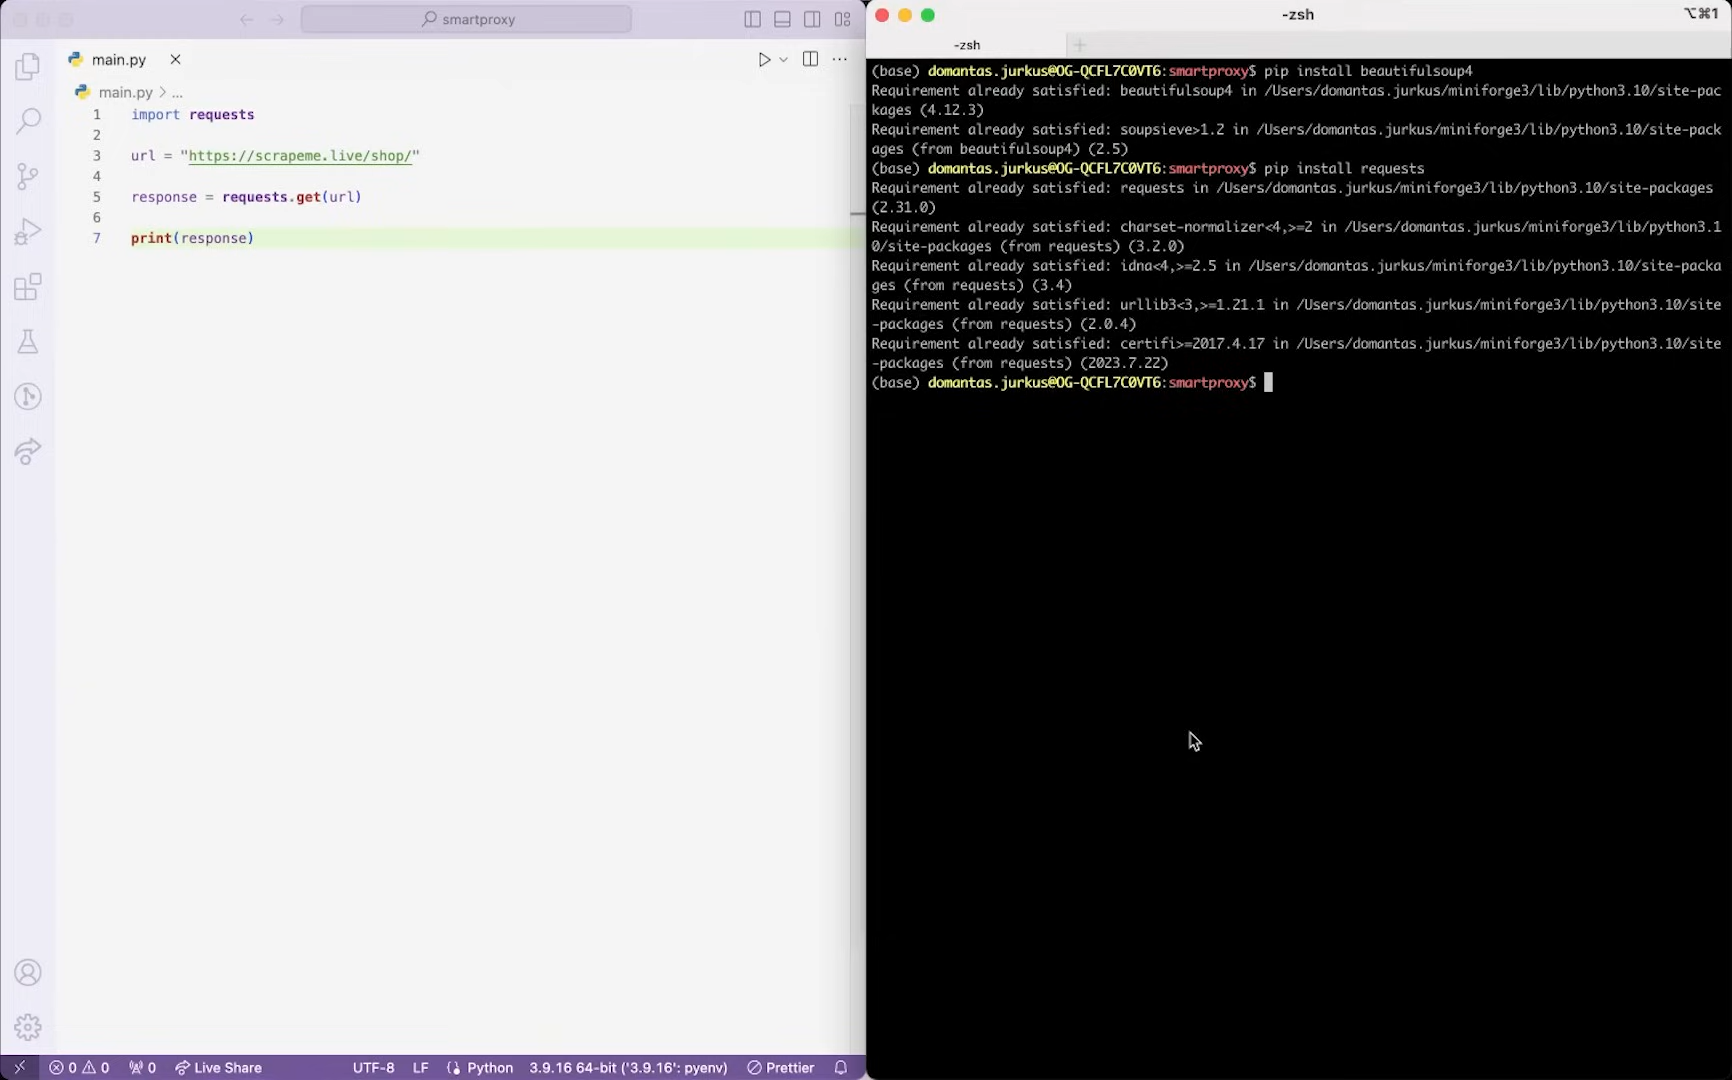 smartproxy
main.py
main.py > ...
1 import requests
2
3 url = "https://scrapeme.live/shop/"
4
5 response = requests.get(url)
6
7 print(response)
0 0 0 Live Share UTF-8 LF Python 3.9.16 64-bit ('3.9.16': pyenv) Prettier
-zsh ⌥⌘1
-zsh +
(base) domantas.jurkus@OG-QCFL7C0VT6:smartproxy$ pip install beautifulsoup4
Requirement already satisfied: beautifulsoup4 in /Users/domantas.jurkus/miniforge3/lib/python3.10/site-pac
kages (4.12.3)
Requirement already satisfied: soupsieve>1.2 in /Users/domantas.jurkus/miniforge3/lib/python3.10/site-pack
ages (from beautifulsoup4) (2.5)
(base) domantas.jurkus@OG-QCFL7C0VT6:smartproxy$ pip install requests
Requirement already satisfied: requests in /Users/domantas.jurkus/miniforge3/lib/python3.10/site-packages
(2.31.0)
Requirement already satisfied: charset-normalizer<4,>=2 in /Users/domantas.jurkus/miniforge3/lib/python3.1
0/site-packages (from requests) (3.2.0)
Requirement already satisfied: idna<4,>=2.5 in /Users/domantas.jurkus/miniforge3/lib/python3.10/site-packa
ges (from requests) (3.4)
Requirement already satisfied: urllib3<3,>=1.21.1 in /Users/domantas.jurkus/miniforge3/lib/python3.10/site
-packages (from requests) (2.0.4)
Requirement already satisfied: certifi>=2017.4.17 in /Users/domantas.jurkus/miniforge3/lib/python3.10/site
-packages (from requests) (2023.7.22)
(base) domantas.jurkus@OG-QCFL7C0VT6:smartproxy$